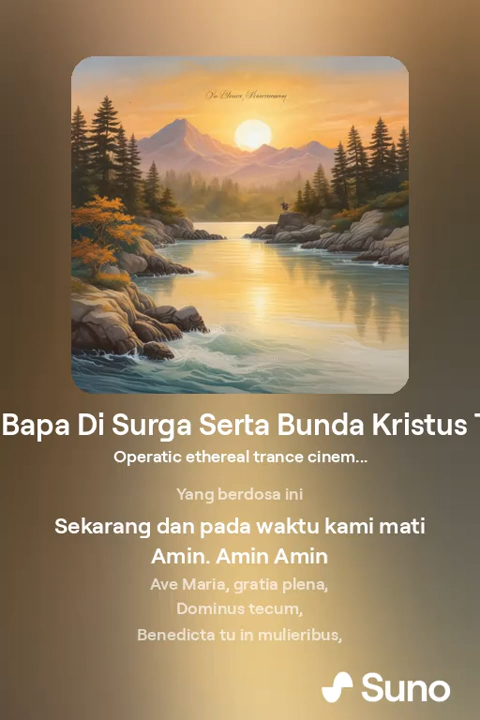 Bapa Di Surga Serta Bunda Kristus
Operatic ethereal trance cinem...
Yang berdosa ini
Sekarang dan pada waktu kami mati
Amin. Amin Amin
Ave Maria, gratia plena,
Dominus tecum,
Benedicta tu in mulieribus,
Suno